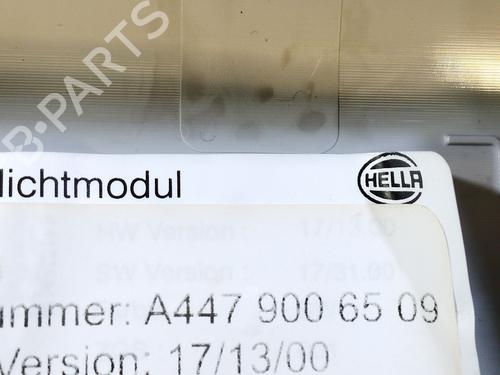 B-PARTS
lichtmodul
HELLA
HW Version : 17/13.00
SW Version : 17/31.00
ummer: A447 900 65 09
Version: 17/13/00